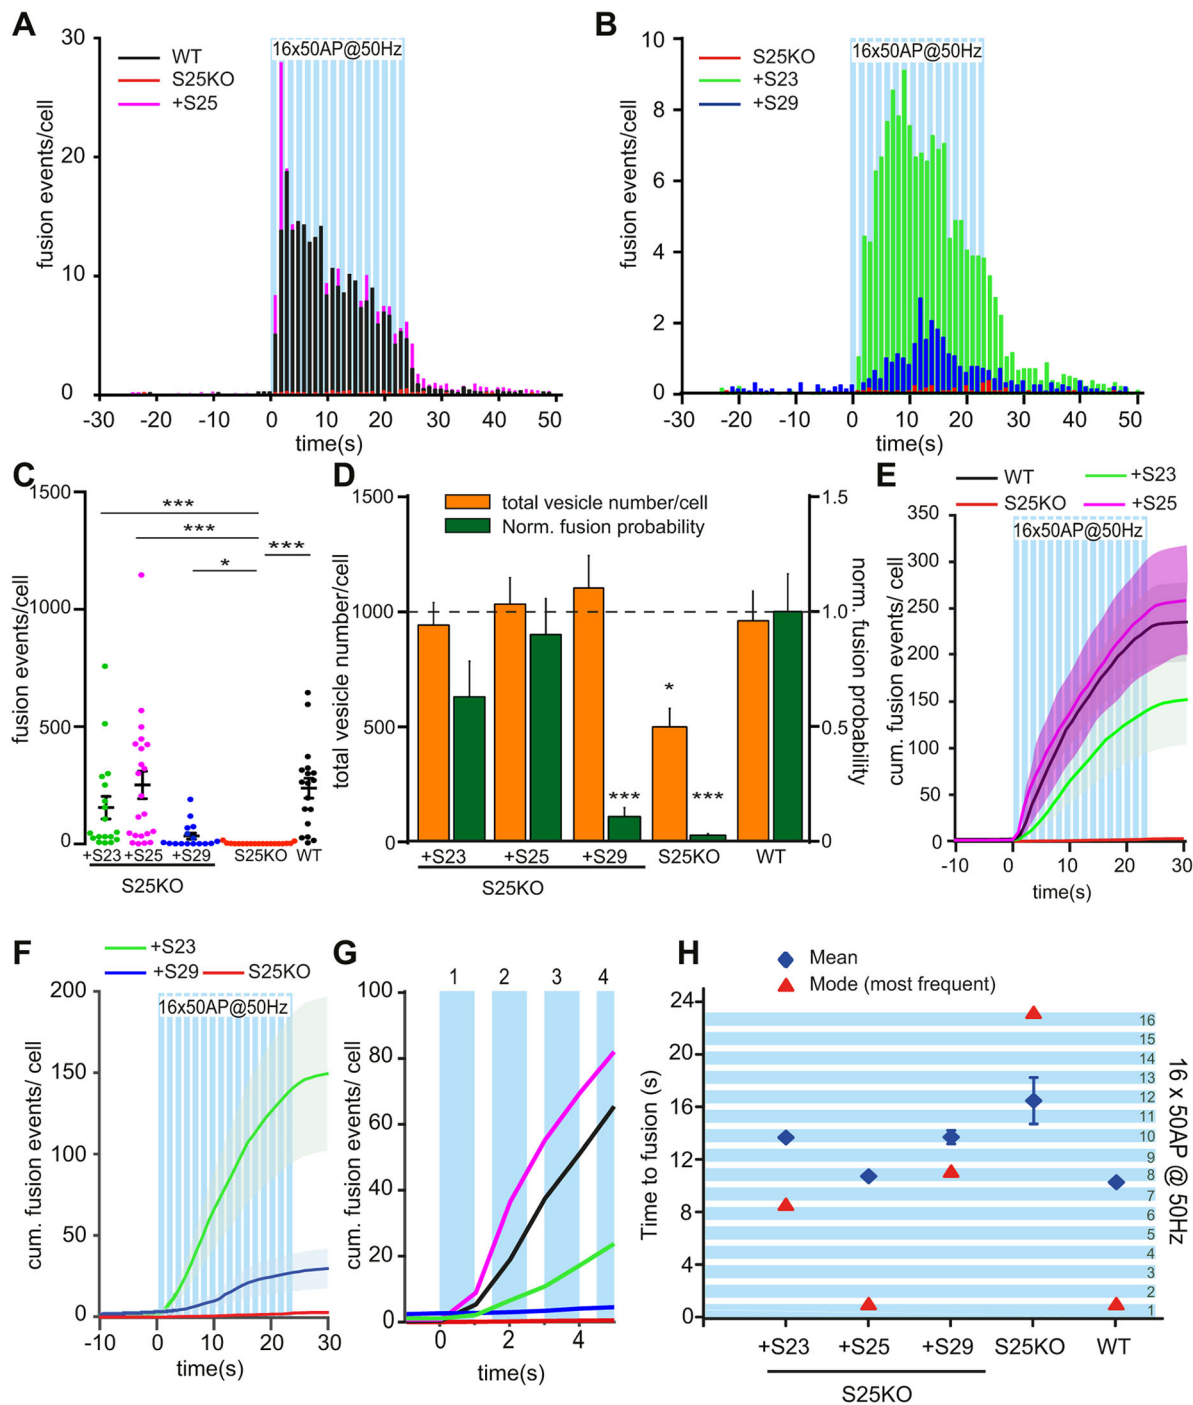 A
30
20
10
0
fusion events/cell
WT
S25KO
+S25
16x50AP@50Hz
-30 -20 -10 0 10 20 30 40 50
time(s)
B
10
8
6
4
2
0
fusion events/cell
S25KO
+S23
+S29
16x50AP@50Hz
-30 -20 -10 0 10 20 30 40 50
time(s)
C
1500
1000
500
0
fusion events/cell
***
***
*
***
+S23 +S25 +S29 S25KO WT
S25KO
D
1500
1000
500
0
total vesicle number/cell
total vesicle number/cell
Norm. fusion probability
1.5
1.0
0.5
0
norm. fusion probability
***
*
***
+S23 +S25 +S29 S25KO WT
S25KO
E
WT
+S23
S25KO
+S25
350
300
250
200
150
100
50
0
cum. fusion events/ cell
16x50AP@50Hz
-10 0 10 20 30
time(s)
F
+S23
+S29
S25KO
200
150
100
50
0
cum. fusion events/ cell
16x50AP@50Hz
-10 0 10 20 30
time(s)
G
1 2 3 4
100
80
60
40
20
0
cum. fusion events/ cell
0 2 4
time(s)
H
Mean
Mode (most frequent)
24
20
16
12
8
4
0
Time to fusion (s)
16
15
14
13
12
11
10
9
8
7
6
5
4
3
2
1
16 x 50AP @ 50Hz
+S23 +S25 +S29 S25KO WT
S25KO